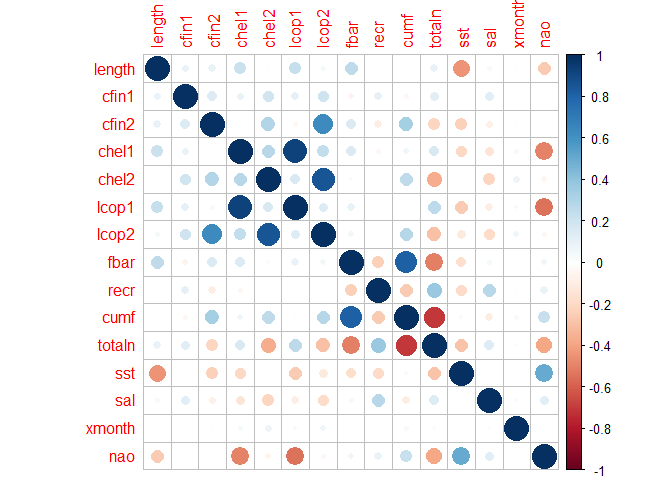 length cfin1 cfin2 chel1 chel2 lcop1 lcop2 fbar recr cumf totaln sst sal xmonth nao
length
cfin1
cfin2
chel1
chel2
lcop1
lcop2
fbar
recr
cumf
totaln
sst
sal
xmonth
nao
1
0.8
0.6
0.4
0.2
0
-0.2
-0.4
-0.6
-0.8
-1